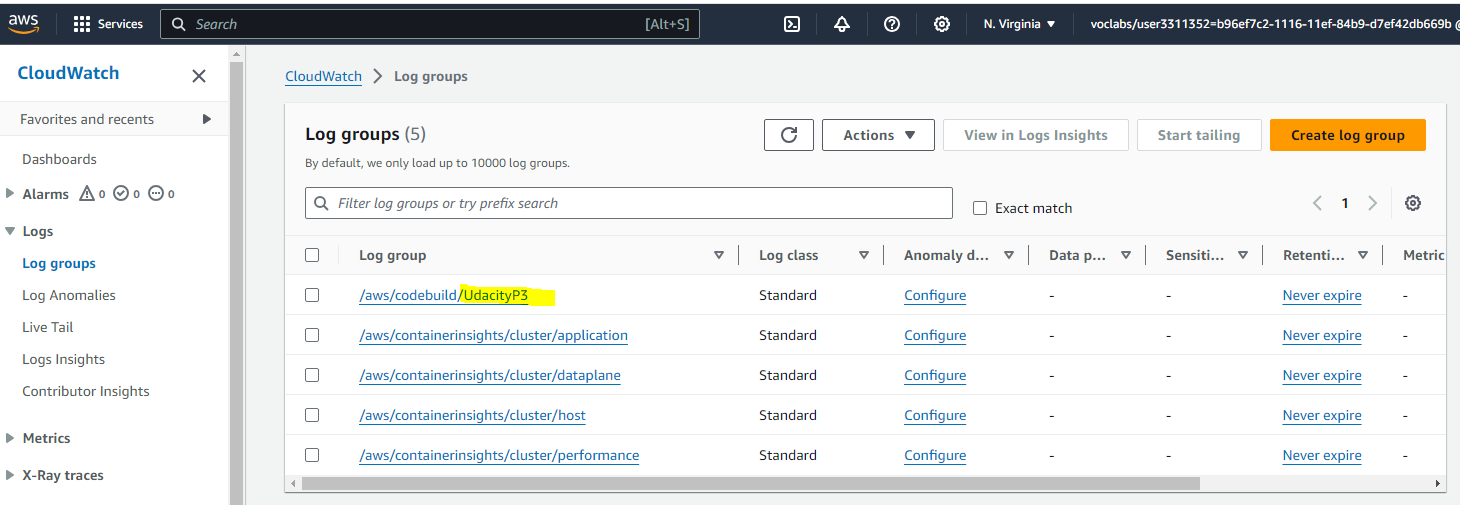 aws Services Search [Alt+S] N. Virginia voclabs/user3311352=b96ef7c2-1116-11ef-84b9-d7ef42db669b @
CloudWatch
Favorites and recents
Dashboards
Alarms 0 0 0
Logs
Log groups
Log Anomalies
Live Tail
Logs Insights
Contributor Insights
Metrics
X-Ray traces
CloudWatch > Log groups
Log groups (5) Actions View in Logs Insights Start tailing Create log group
By default, we only load up to 10000 log groups.
Filter log groups or try prefix search Exact match 1
Log group Log class Anomaly d... Data p... Sensiti... Retenti... Metric
/aws/codebuild/UdacityP3 Standard Configure - - Never expire -
/aws/containerinsights/cluster/application Standard Configure - - Never expire -
/aws/containerinsights/cluster/dataplane Standard Configure - - Never expire -
/aws/containerinsights/cluster/host Standard Configure - - Never expire -
/aws/containerinsights/cluster/performance Standard Configure - - Never expire -